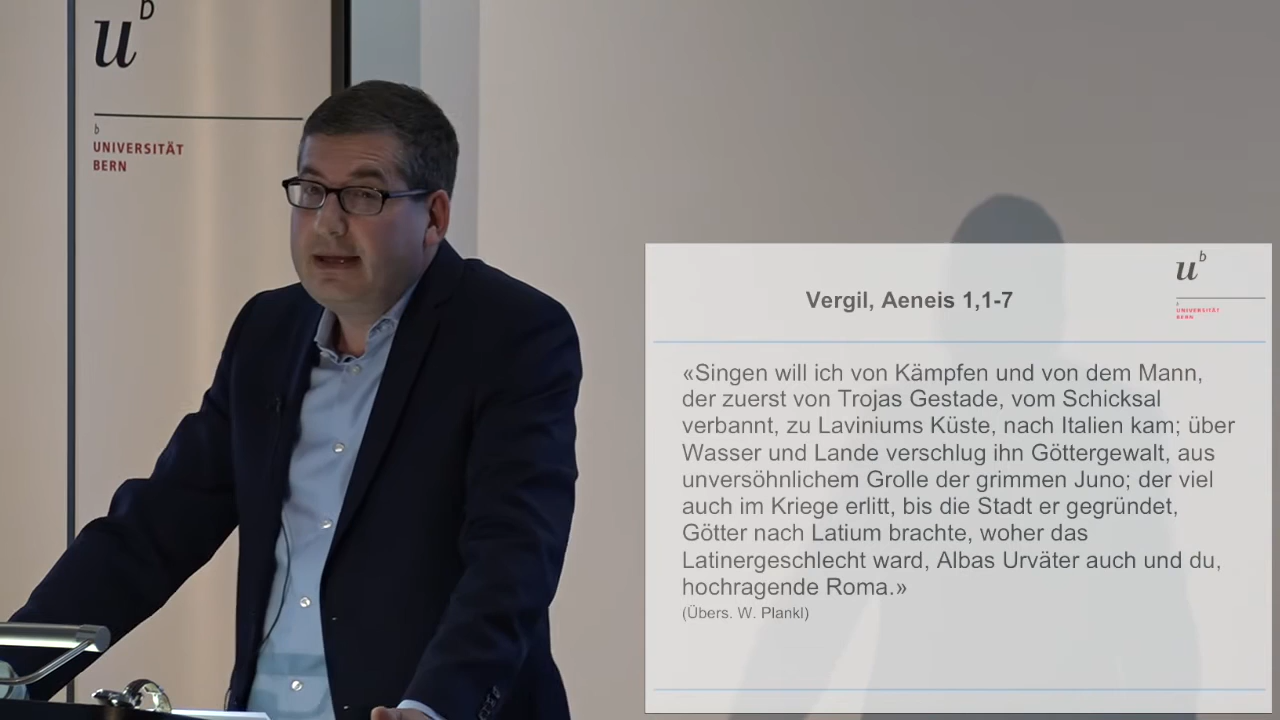 u b
b
UNIVERSITÄT
BERN
u b
b
UNIVERSITÄT
BERN
Vergil, Aeneis 1,1-7
«Singen will ich von Kämpfen und von dem Mann,
der zuerst von Trojas Gestade, vom Schicksal
verbannt, zu Laviniums Küste, nach Italien kam; über
Wasser und Lande verschlug ihn Göttergewalt, aus
unversöhnlichem Grolle der grimmen Juno; der viel
auch im Kriege erlitt, bis die Stadt er gegründet,
Götter nach Latium brachte, woher das
Latinergeschlecht ward, Albas Urväter auch und du,
hochragende Roma.»
(Übers. W. Plankl)